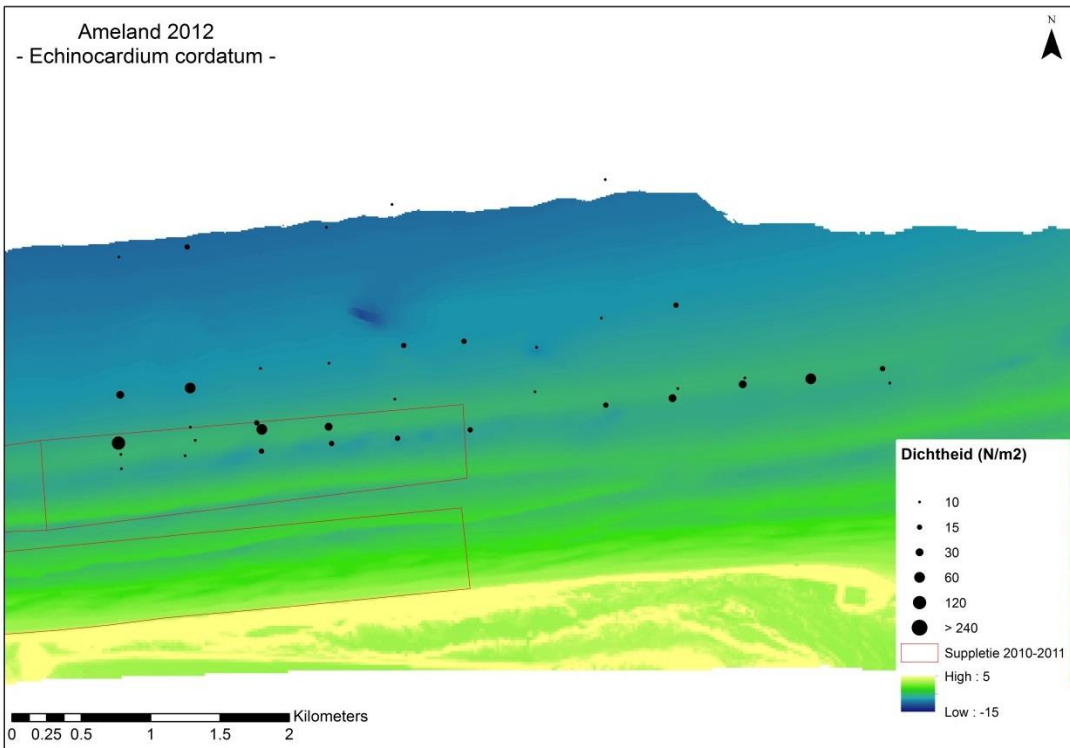 Ameland 2012
- Echinocardium cordatum -
N
Dichtheid (N/m2)
10
15
30
60
120
> 240
Suppletie 2010-2011
High : 5
Low : -15
Kilometers
0 0.25 0.5 1 1.5 2